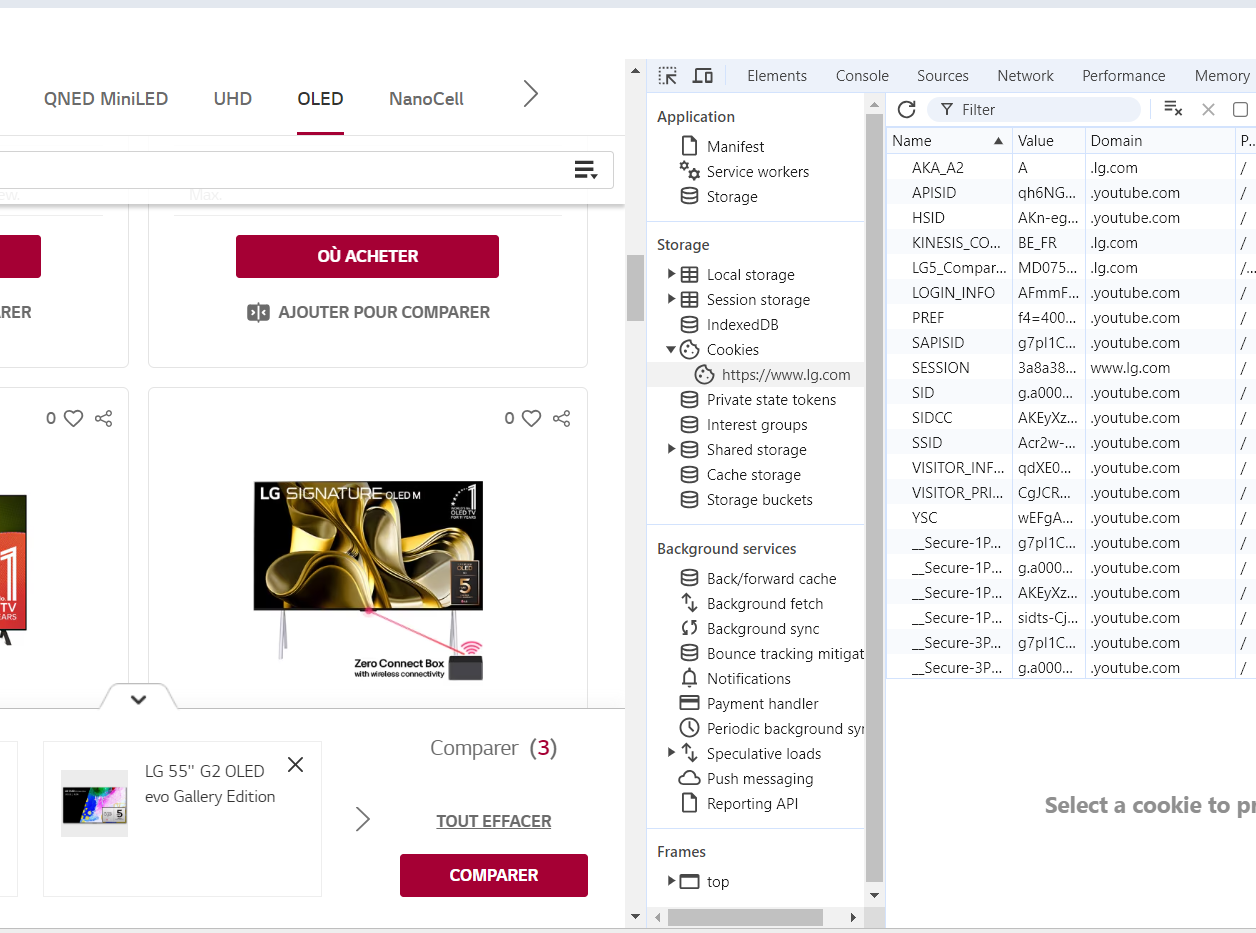 QNED MiniLED UHD OLED NanoCell
ew.
Max.
OÙ ACHETER
RER
AJOUTER POUR COMPARER
0
0
LG SIGNATURE OLED M
1
5
Zero Connect Box
with wireless connectivity
1
TV
EARS
LG 55" G2 OLED
evo Gallery Edition
Comparer (3)
TOUT EFFACER
COMPARER
Elements Console Sources Network Performance Memory
Application
Manifest
Service workers
Storage
Storage
Local storage
Session storage
IndexedDB
Cookies
https://www.lg.com
Private state tokens
Interest groups
Shared storage
Cache storage
Storage buckets
Background services
Back/forward cache
Background fetch
Background sync
Bounce tracking mitigat
Notifications
Payment handler
Periodic background syn
Speculative loads
Push messaging
Reporting API
Frames
top
Filter
Name Value Domain P...
AKA_A2 A .lg.com /
APISID qh6NG... .youtube.com /
HSID AKn-eg... .youtube.com /
KINESIS_CO... BE_FR .lg.com /
LG5_Compar... MD075... .lg.com /...
LOGIN_INFO AFmmF... .youtube.com /
PREF f4=400... .youtube.com /
SAPISID g7pI1C... .youtube.com /
SESSION 3a8a38... www.lg.com /
SID g.a000... .youtube.com /
SIDCC AKEyXz... .youtube.com /
SSID Acr2w-... .youtube.com /
VISITOR_INF... qdXE0... .youtube.com /
VISITOR_PRI... CgJCR... .youtube.com /
YSC wEFgA... .youtube.com /
__Secure-1P... g7pI1C... .youtube.com /
__Secure-1P... g.a000... .youtube.com /
__Secure-1P... AKEyXz... .youtube.com /
__Secure-1P... sidts-Cj... .youtube.com /
__Secure-3P... g7pI1C... .youtube.com /
__Secure-3P... g.a000... .youtube.com /
Select a cookie to pr